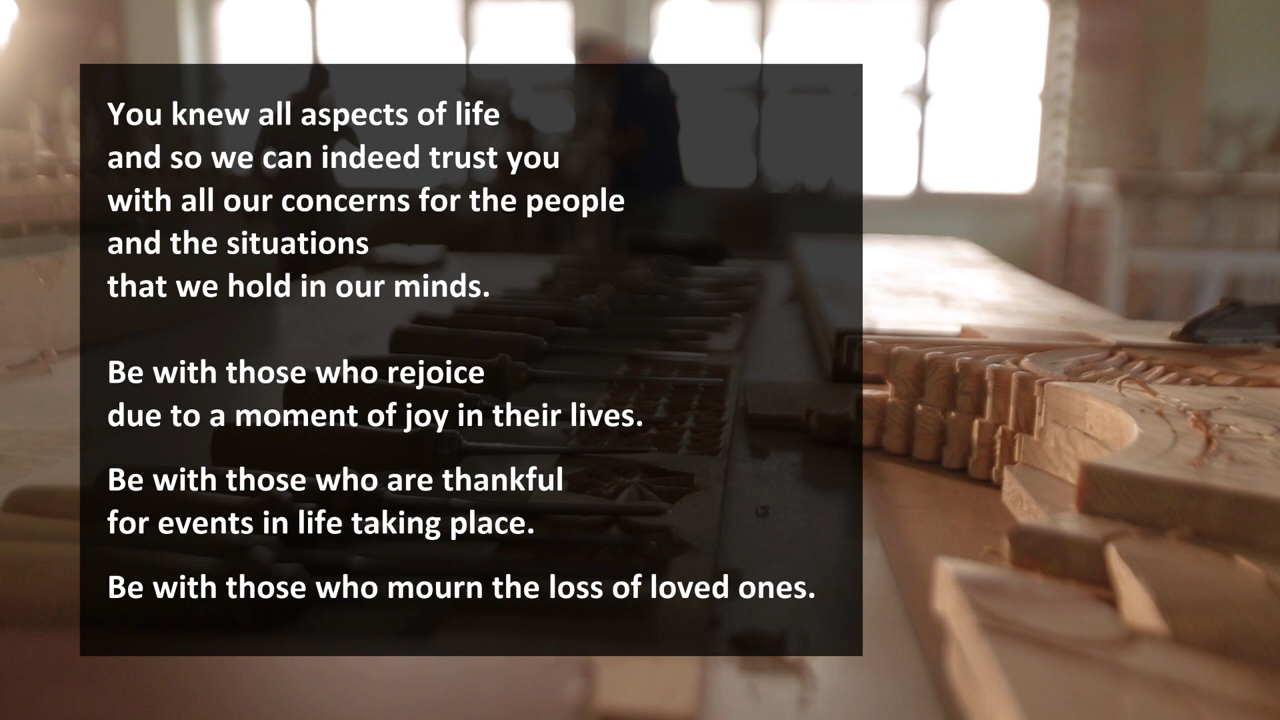 You knew all aspects of life
and so we can indeed trust you
with all our concerns for the people
and the situations
that we hold in our minds.
Be with those who rejoice
due to a moment of joy in their lives.
Be with those who are thankful
for events in life taking place.
Be with those who mourn the loss of loved ones.